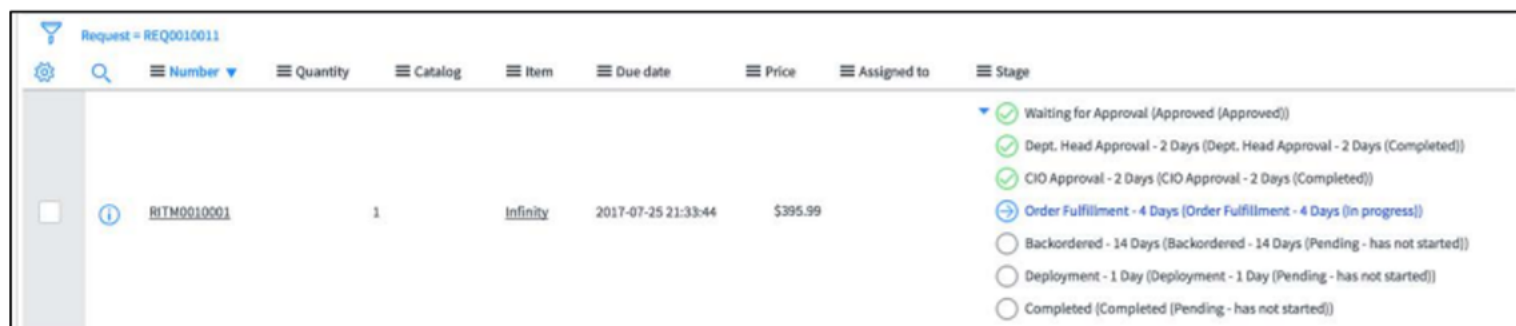 Request = REQ0010011
Number Quantity Catalog Item Due date Price Assigned to Stage
Waiting for Approval (Approved (Approved))
Dept. Head Approval - 2 Days (Dept. Head Approval - 2 Days (Completed))
CIO Approval - 2 Days (CIO Approval - 2 Days (Completed))
RITM0010001 1 Infinity 2017-07-25 21:33:44 $395.99 Order Fulfillment - 4 Days (Order Fulfillment - 4 Days (In progress))
Backordered - 14 Days (Backordered - 14 Days (Pending - has not started))
Deployment - 1 Day (Deployment - 1 Day (Pending - has not started))
Completed (Completed (Pending - has not started))